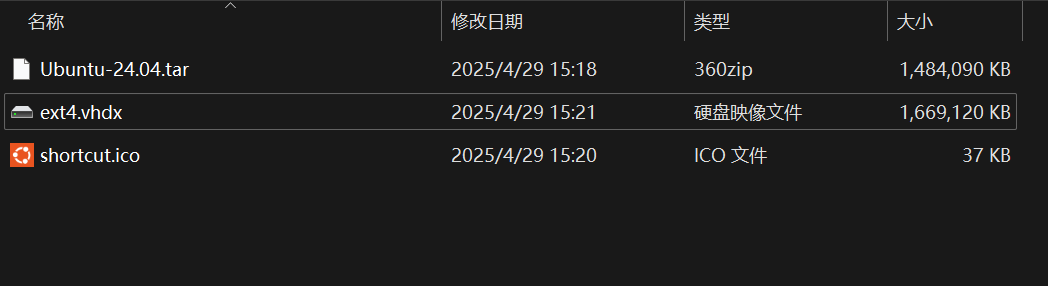 名称 修改日期 类型 大小
Ubuntu-24.04.tar 2025/4/29 15:18 360zip 1,484,090 KB
ext4.vhdx 2025/4/29 15:21 硬盘映像文件 1,669,120 KB
shortcut.ico 2025/4/29 15:20 ICO 文件 37 KB